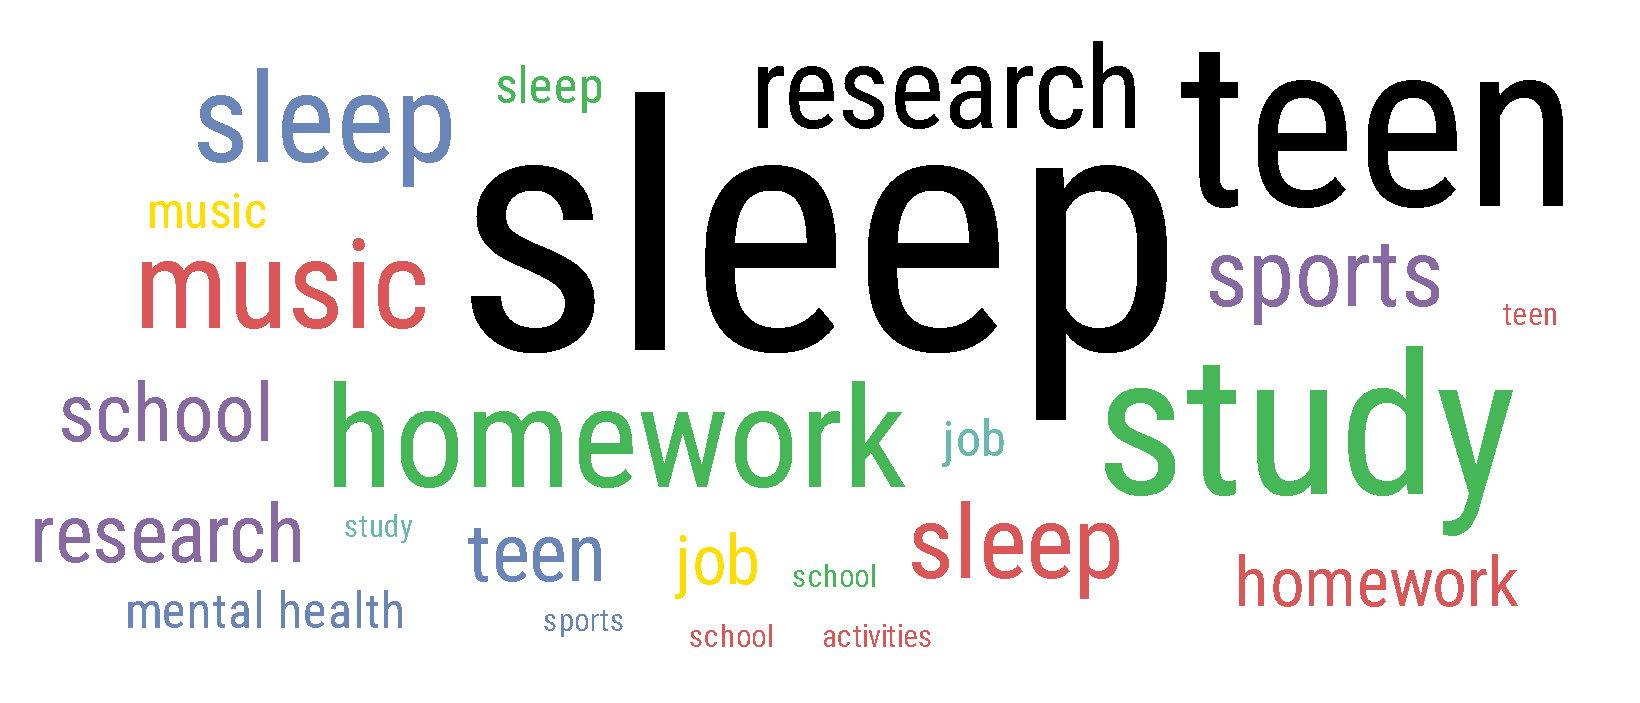 sleep
sleep
research
teen
music
sleep
music
sports
teen
school
homework
job
study
research
study
teen
job
school
sleep
homework
mental health
sports
school
activities